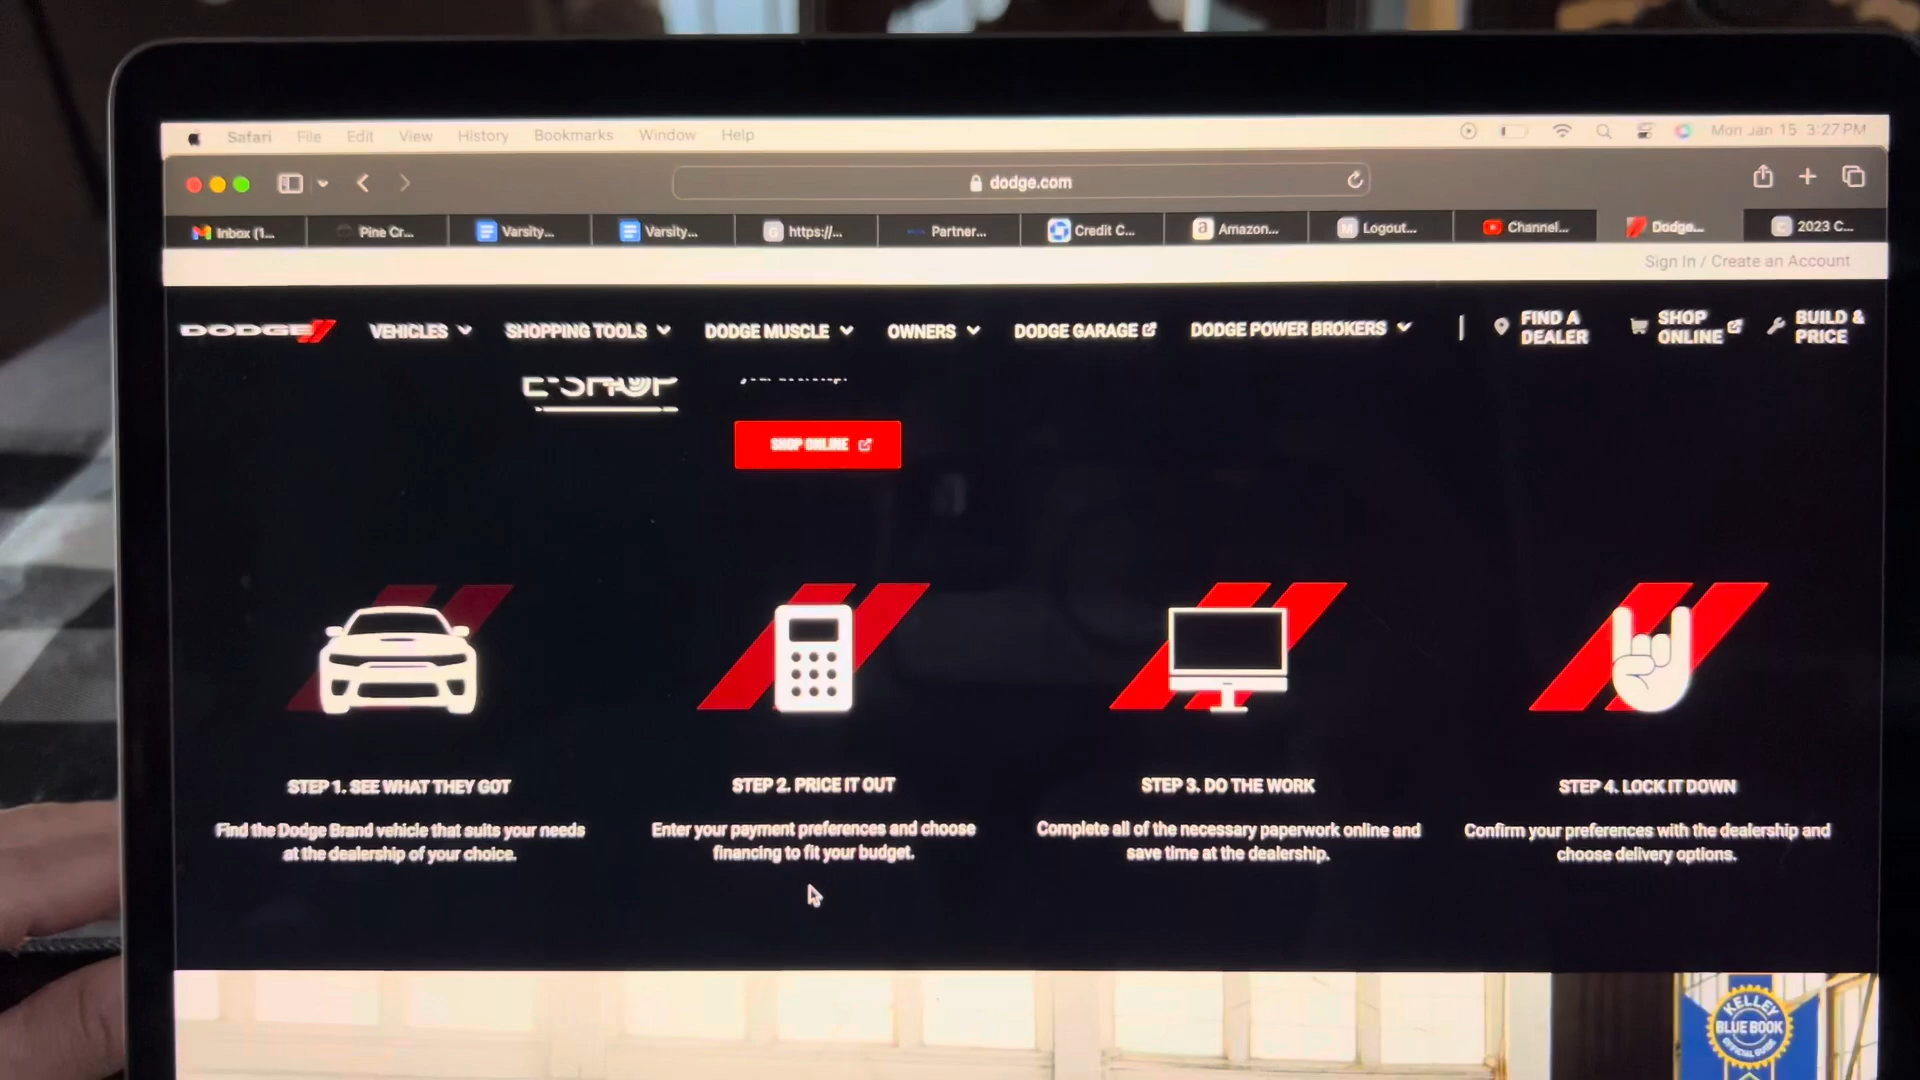 Safari File Edit View History Bookmarks Window Help Mon Jan 15 3:27 PM
dodge.com
Inbox (1... Pine Cr... Varsity... Varsity... https://... Partner... Credit C... Amazon... Logout... Channel... Dodge... 2023 C...
Sign In / Create an Account
DODGE VEHICLES SHOPPING TOOLS DODGE MUSCLE OWNERS DODGE GARAGE DODGE POWER BROKERS | FIND A DEALER SHOP ONLINE BUILD & PRICE
E-SHOP
SHOP ONLINE
STEP 1. SEE WHAT THEY GOT
Find the Dodge Brand vehicle that suits your needs
at the dealership of your choice.
STEP 2. PRICE IT OUT
Enter your payment preferences and choose
financing to fit your budget.
STEP 3. DO THE WORK
Complete all of the necessary paperwork online and
save time at the dealership.
STEP 4. LOCK IT DOWN
Confirm your preferences with the dealership and
choose delivery options.
KELLEY
BLUE BOOK
OFFICIAL GUIDE